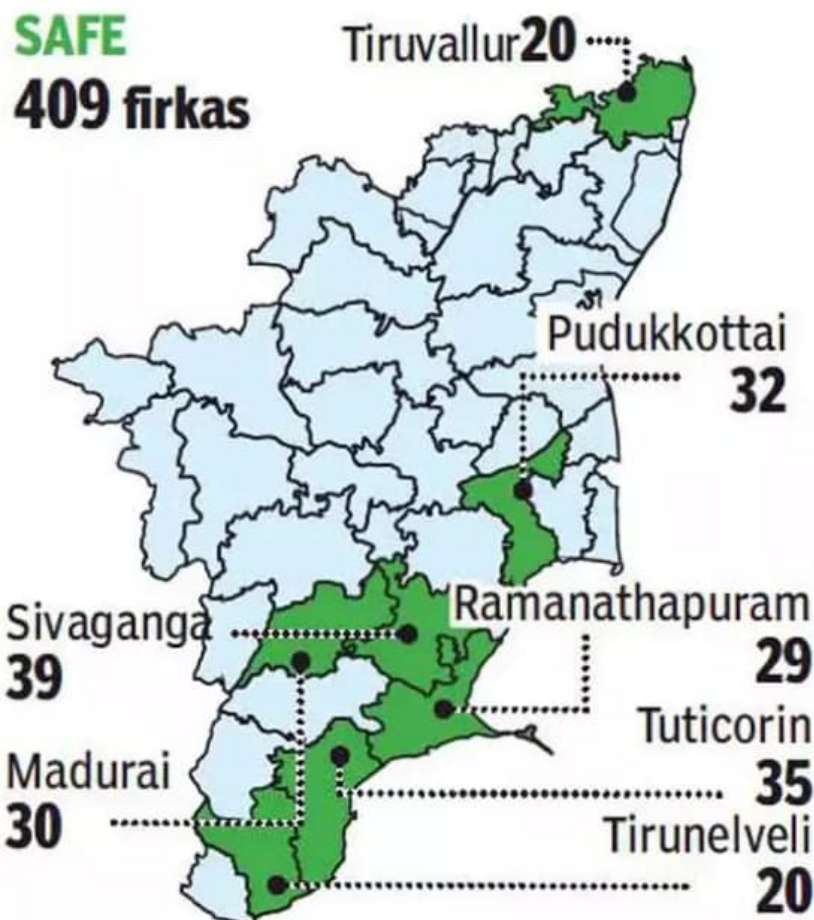 SAFE
409 firkas
Tiruvallur20
Pudukkottai
32
Sivaganga
39
Ramanathapuram
29
Tuticorin
35
Madurai
30
Tirunelveli
20